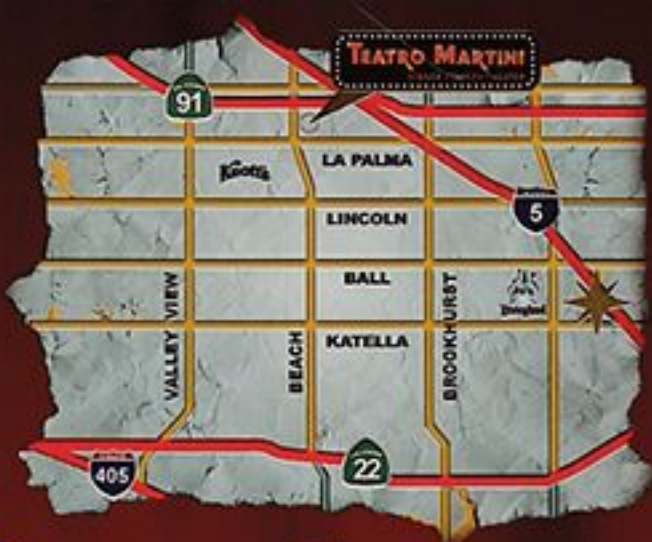 TEATRO MARTINI
91
Knott's
LA PALMA
5
LINCOLN
BALL
VALLEY VIEW
BEACH
BROOKHURST
Disneyland
KATELLA
405
22